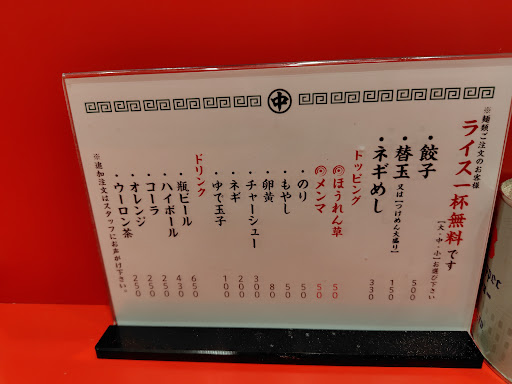 中
※麺類ご注文のお客様
ライス一杯無料です
【大・中・小】お選び下さい
・餃子 500
・替玉 又は【つけめん大盛り】 150
・ネギめし 330
トッピング
ほうれん草 50
メンマ 50
・のり 50
・もやし 50
・卵黄 80
・チャーシュー 300
・ネギ 200
・ゆで玉子 100
ドリンク
・瓶ビール 650
・ハイボール 430
・コーラ 250
・オレンジ 250
・ウーロン茶 250
※追加注文はスタッフにお声がけ下さい。